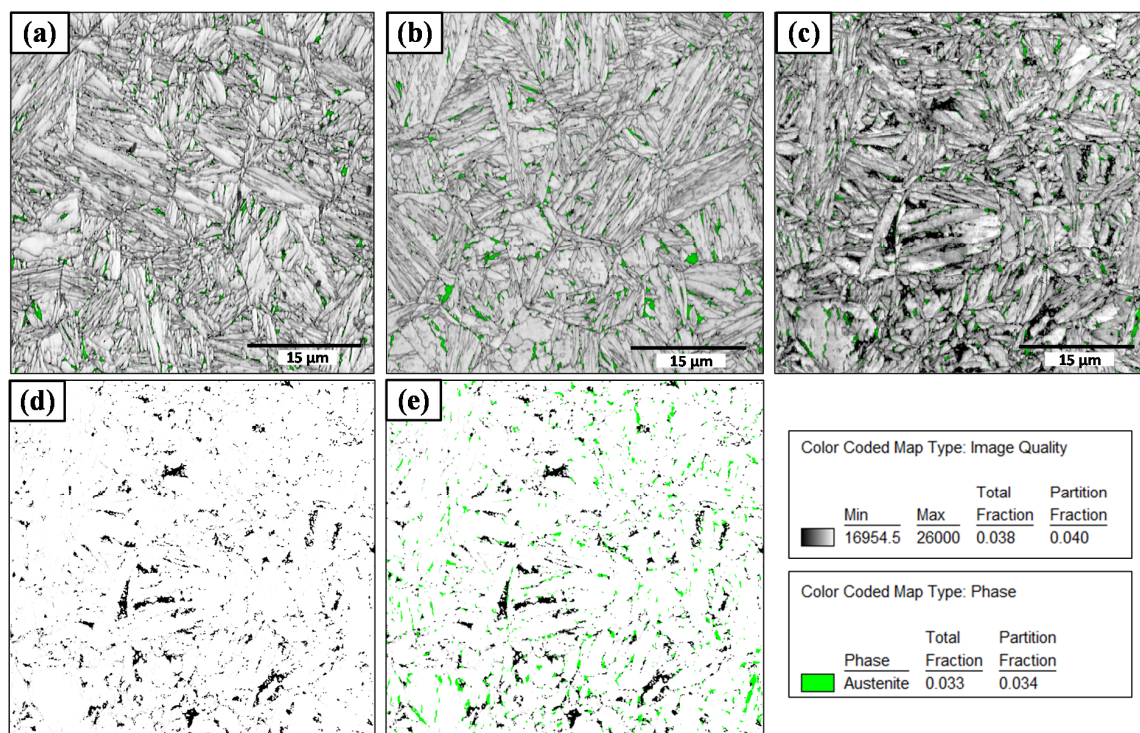 (a)
(b)
(c)
15 µm
15 µm
15 µm
(d)
(e)
Color Coded Map Type: Image Quality
Total Partition
Min Max Fraction Fraction
16954.5 26000 0.038 0.040
Color Coded Map Type: Phase
Total Partition
Phase Fraction Fraction
Austenite 0.033 0.034